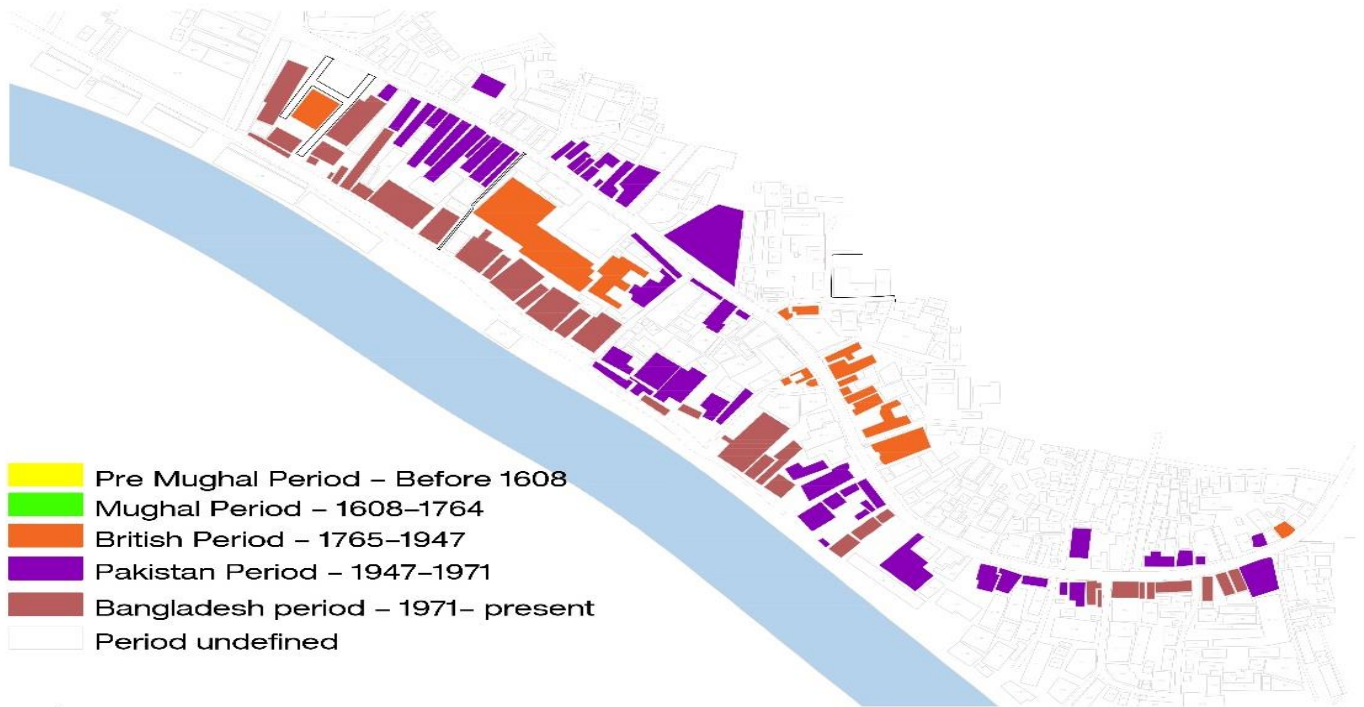 Pre Mughal Period – Before 1608
Mughal Period – 1608–1764
British Period – 1765–1947
Pakistan Period – 1947–1971
Bangladesh period – 1971– present
Period undefined